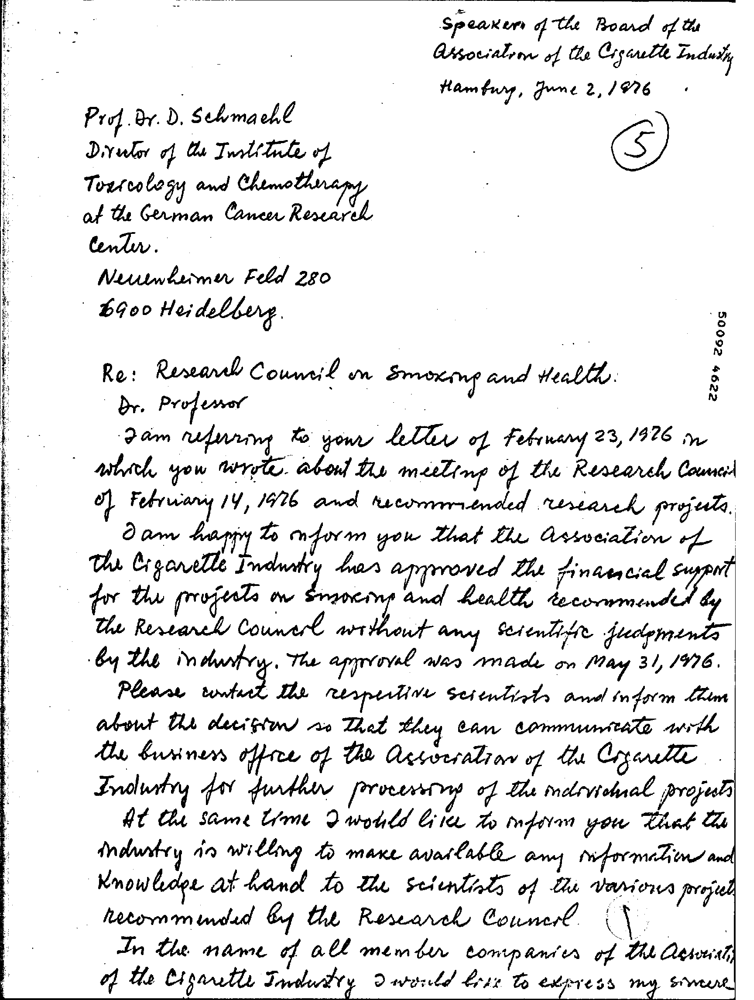 Speaker of the Board of the
Association of the Cigarette Industry
Hamburg, June 2, 1976
5
Prof. Dr. D. Schmaehl
Director of the Institute of
Toxicology and Chemotherapy
at the German Cancer Research
Center.
Neuenheimer Feld 280
6900 Heidelberg.
50092 4622
Re: Research Council on Smoking and Health.
Dr. Professor
I am referring to your letter of February 23, 1976 in
which you wrote about the meeting of the Research Council
of February 14, 1976 and recommended research projects.
I am happy to inform you that the Association of
the Cigarette Industry has approved the financial support
for the projects on smoking and health recommended by
the Research Council without any scientific judgments
by the industry. The approval was made on May 31, 1976.
Please contact the respective scientists and inform them
about the decision so that they can communicate with
the business office of the Association of the Cigarette
Industry for further processing of the individual projects
At the same time I would like to inform you that the
industry is willing to make available any information and
knowledge at hand to the scientists of the various projects
recommended by the Research Council
1
In the name of all member companies of the Associati
of the Cigarette Industry I would like to express my sincere